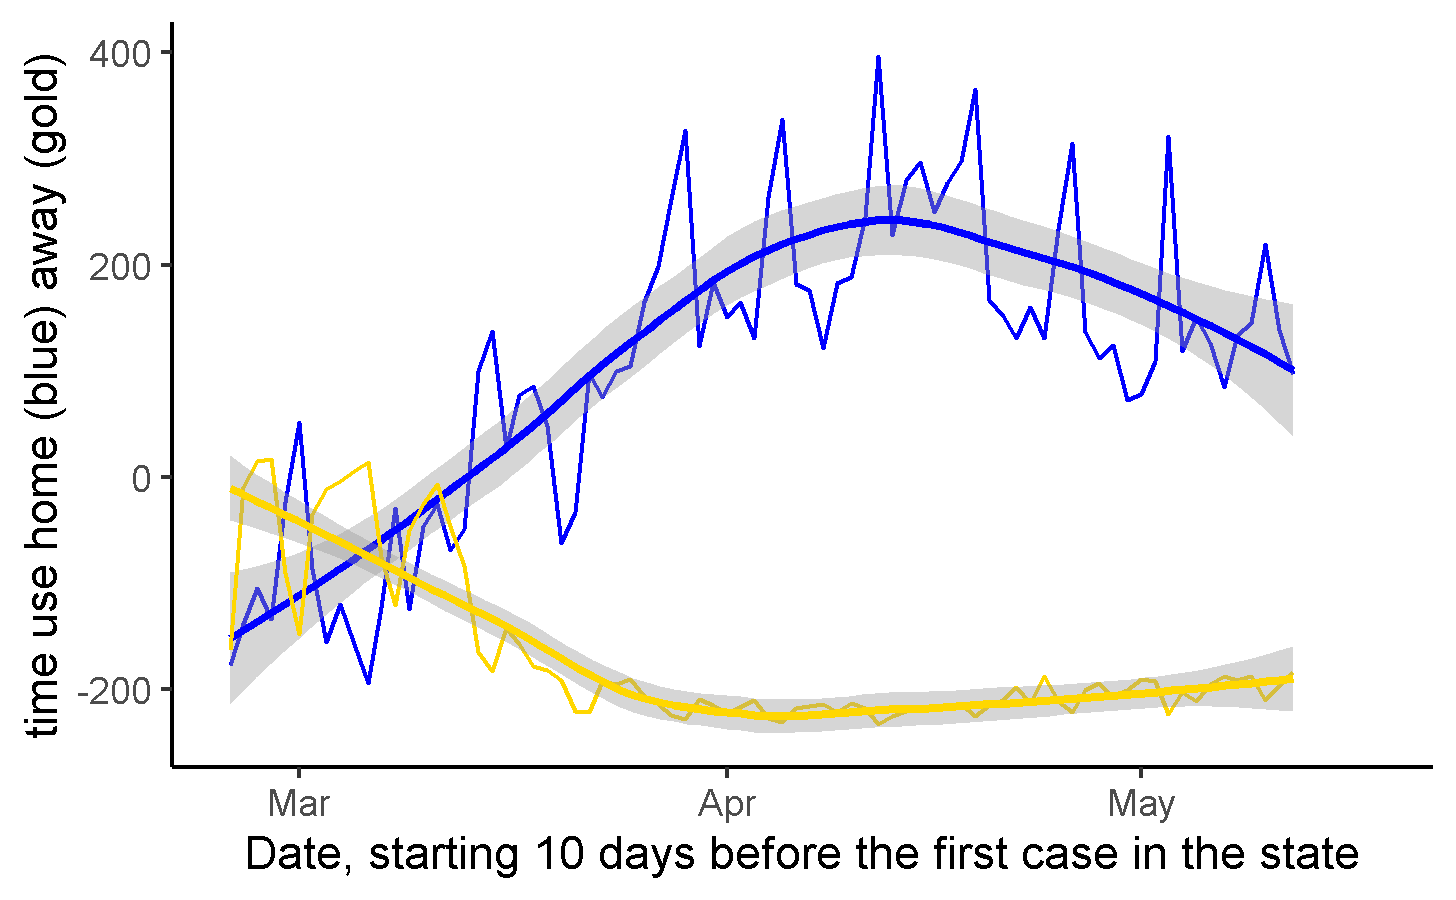 time use home (blue) away (gold)
400
200
0
-200
Mar
Apr
May
Date, starting 10 days before the first case in the state